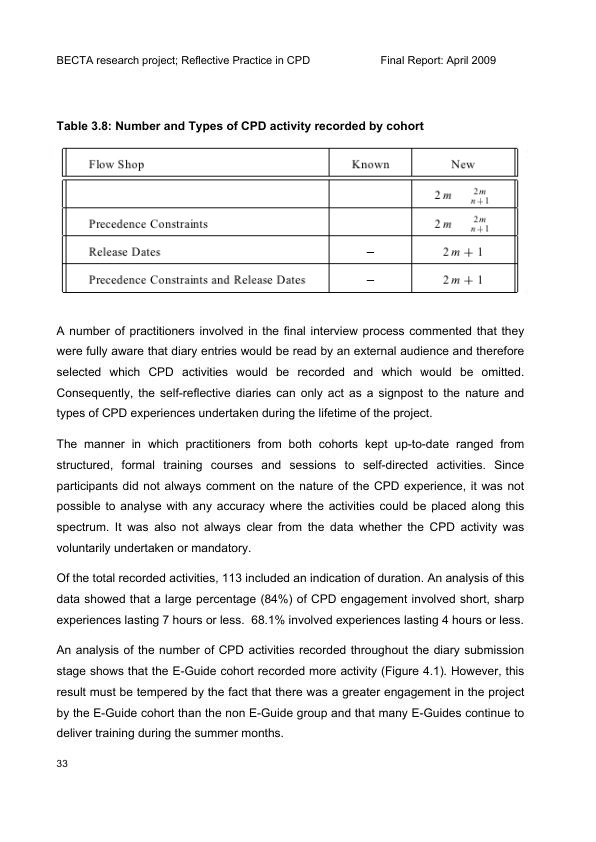 BECTA research project; Reflective Practice in CPD Final Report: April 2009
Table 3.8: Number and Types of CPD activity recorded by cohort
Flow Shop Known New
2m 2m/n+1
Precedence Constraints 2m 2m/n+1
Release Dates – 2m + 1
Precedence Constraints and Release Dates – 2m + 1
A number of practitioners involved in the final interview process commented that they
were fully aware that diary entries would be read by an external audience and therefore
selected which CPD activities would be recorded and which would be omitted.
Consequently, the self-reflective diaries can only act as a signpost to the nature and
types of CPD experiences undertaken during the lifetime of the project.
The manner in which practitioners from both cohorts kept up-to-date ranged from
structured, formal training courses and sessions to self-directed activities. Since
participants did not always comment on the nature of the CPD experience, it was not
possible to analyse with any accuracy where the activities could be placed along this
spectrum. It was also not always clear from the data whether the CPD activity was
voluntarily undertaken or mandatory.
Of the total recorded activities, 113 included an indication of duration. An analysis of this
data showed that a large percentage (84%) of CPD engagement involved short, sharp
experiences lasting 7 hours or less. 68.1% involved experiences lasting 4 hours or less.
An analysis of the number of CPD activities recorded throughout the diary submission
stage shows that the E-Guide cohort recorded more activity (Figure 4.1). However, this
result must be tempered by the fact that there was a greater engagement in the project
by the E-Guide cohort than the non E-Guide group and that many E-Guides continue to
deliver training during the summer months.
33